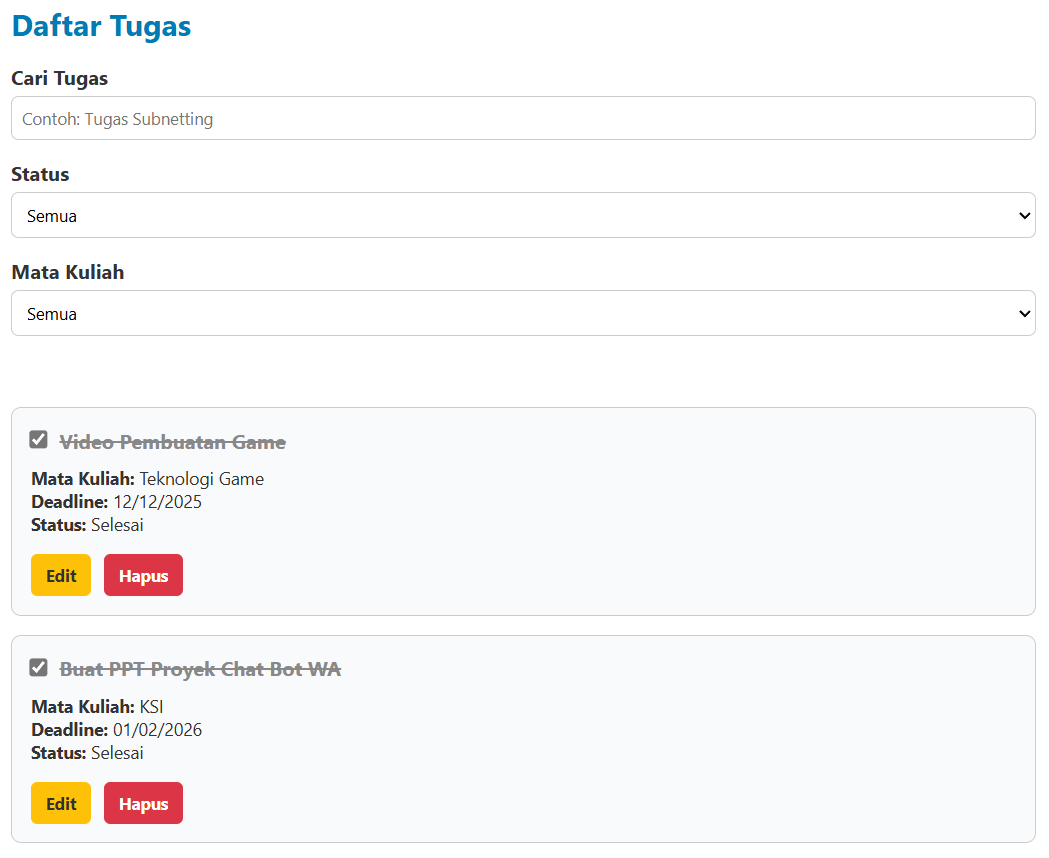 Daftar Tugas
Cari Tugas
Contoh: Tugas Subnetting
Status
Semua
Mata Kuliah
Semua
Video Pembuatan Game
Mata Kuliah: Teknologi Game
Deadline: 12/12/2025
Status: Selesai
Edit Hapus
Buat PPT Proyek Chat Bot WA
Mata Kuliah: KSI
Deadline: 01/02/2026
Status: Selesai
Edit Hapus